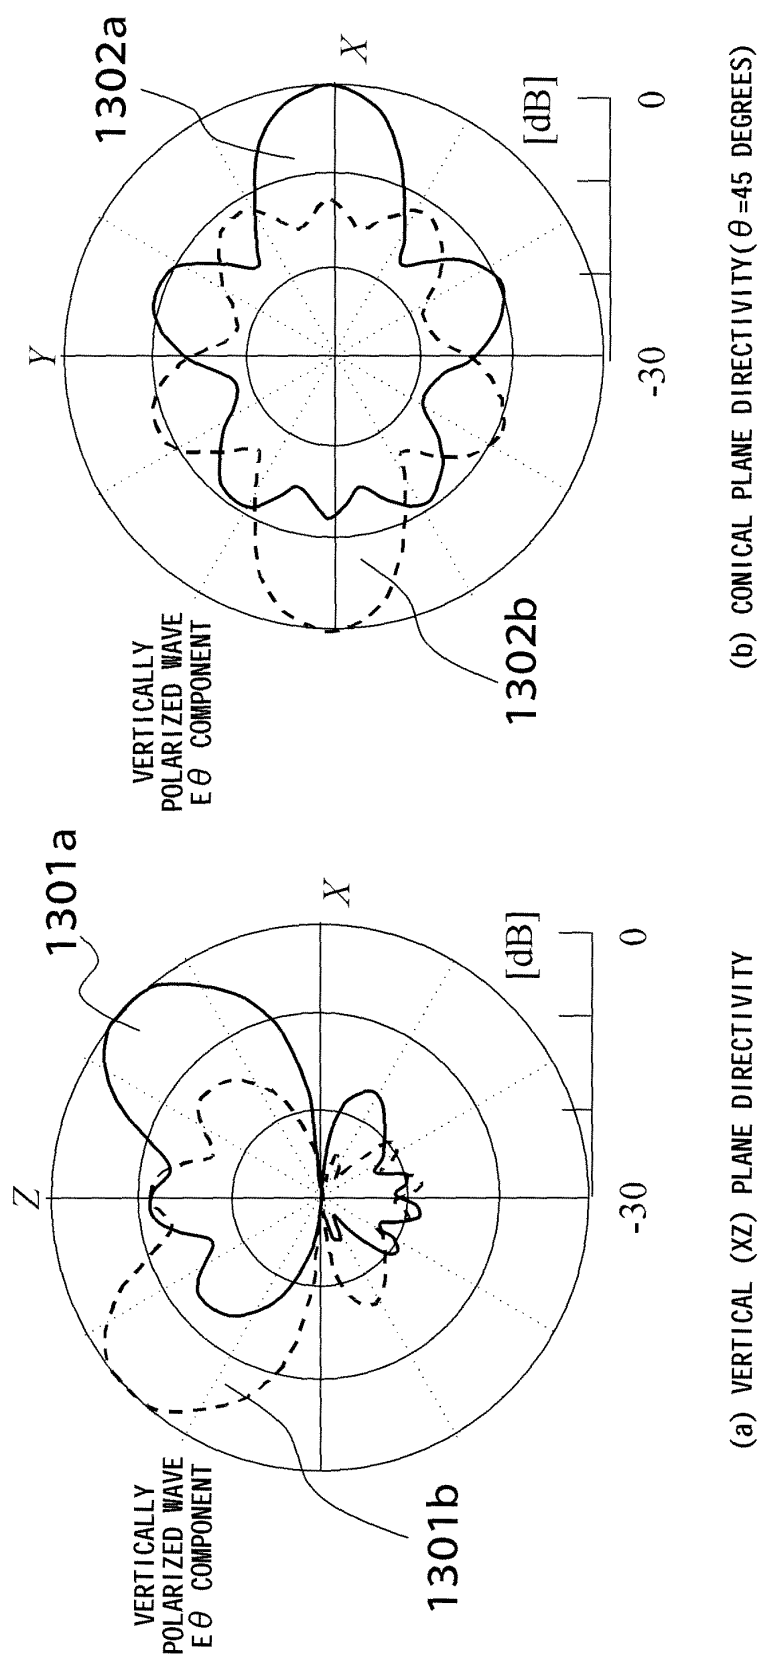 VERTICALLY
POLARIZED WAVE
Eθ COMPONENT
Z
1301a
X
1301b
[dB]
-30
0
(a) VERTICAL (XZ) PLANE DIRECTIVITY
VERTICALLY
POLARIZED WAVE
Eθ COMPONENT
Y
1302a
X
1302b
[dB]
-30
0
(b) CONICAL PLANE DIRECTIVITY(θ=45 DEGREES)